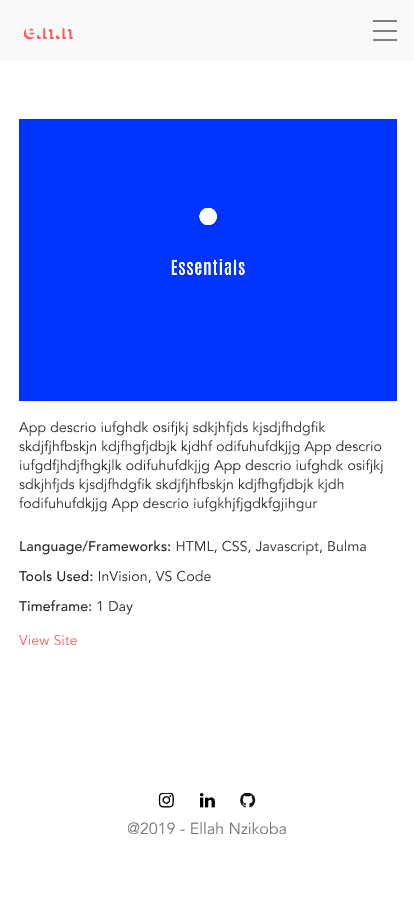 e.n.n
Essentials
App descrio iufghdk osifjkj sdkjhfjds kjsdjfhdgfik
skdjfjhfbskjn kdjfhgfjdbjk kjdhf odifuhufdkjjg App descrio
iufgdfjhdjfhgkjlk odifuhufdkjjg App descrio iufghdk osifjkj
sdkjhfjds kjsdjfhdgfik skdjfjhfbskjn kdjfhgfjdbjk kjdh
fodifuhufdkjjg App descrio iufgkhjfjgdkfgjihgur
Language/Frameworks: HTML, CSS, Javascript, Bulma
Tools Used: InVision, VS Code
Timeframe: 1 Day
View Site
in
@2019 - Ellah Nzikoba